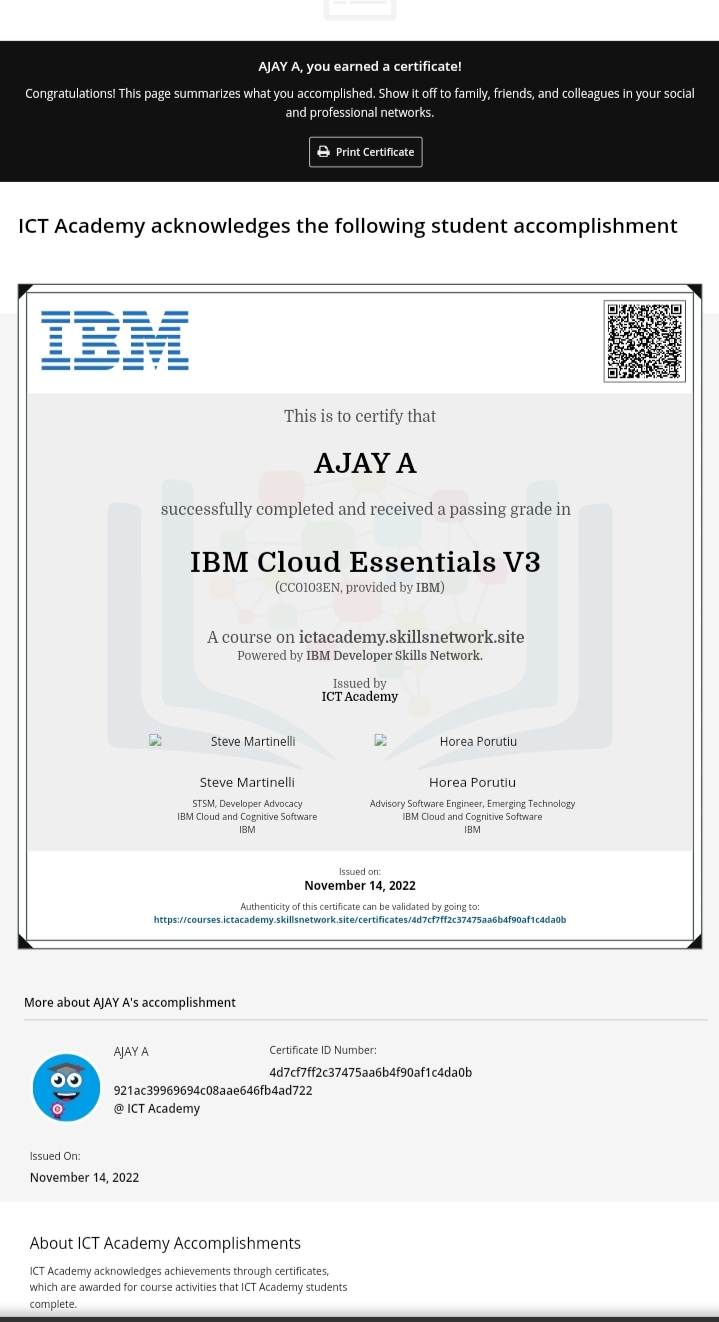 AJAY A, you earned a certificate!
Congratulations! This page summarizes what you accomplished. Show it off to family, friends, and colleagues in your social
and professional networks.
Print Certificate
ICT Academy acknowledges the following student accomplishment
IBM
This is to certify that
AJAY A
successfully completed and received a passing grade in
IBM Cloud Essentials V3
(CC0103EN, provided by IBM)
A course on ictacademy.skillsnetwork.site
Powered by IBM Developer Skills Network.
Issued by
ICT Academy
Steve Martinelli
Horea Porutiu
Steve Martinelli
Horea Porutiu
STSM, Developer Advocacy
Advisory Software Engineer, Emerging Technology
IBM Cloud and Cognitive Software
IBM Cloud and Cognitive Software
IBM
IBM
Issued on:
November 14, 2022
Authenticity of this certificate can be validated by going to:
https://courses.ictacademy.skillsnetwork.site/certificates/4d7cf7ff2c37475aa6b4f90af1c4da0b
More about AJAY A's accomplishment
AJAY A
Certificate ID Number:
4d7cf7ff2c37475aa6b4f90af1c4da0b
921ac39969694c08aae646fb4ad722
@ ICT Academy
Issued On:
November 14, 2022
About ICT Academy Accomplishments
ICT Academy acknowledges achievements through certificates,
which are awarded for course activities that ICT Academy students
complete.